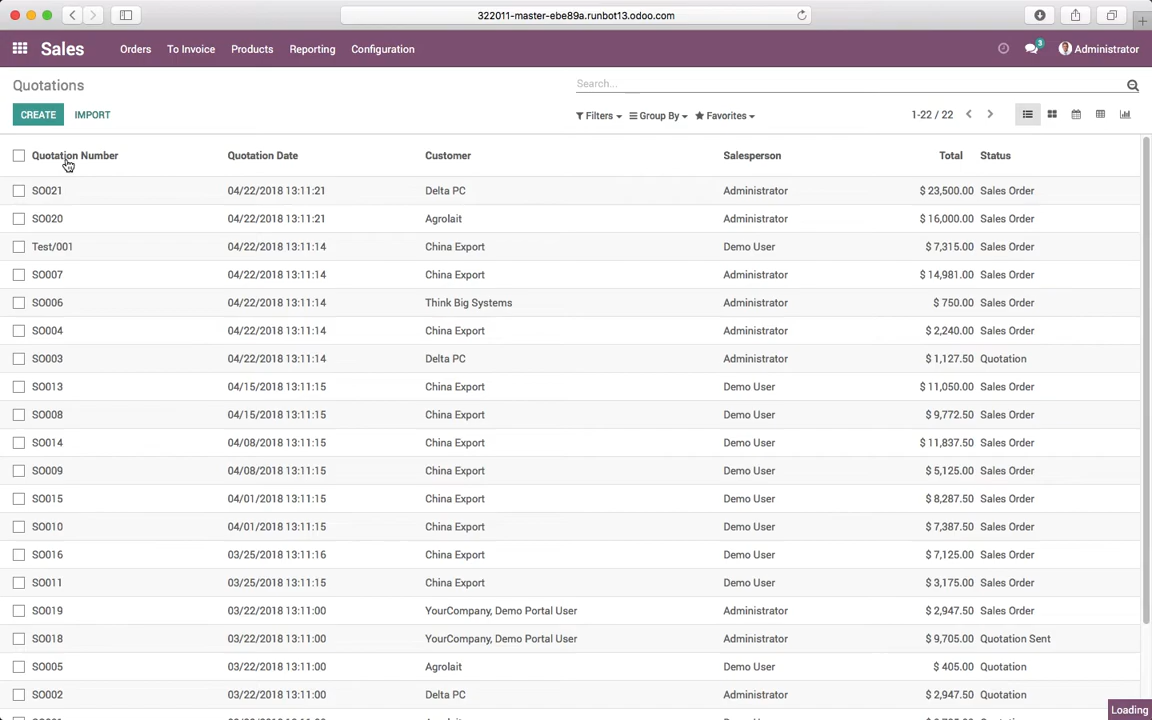 322011-master-ebe89a.runbot13.odoo.com
Sales Orders To Invoice Products Reporting Configuration 3 Administrator
Quotations Search...
CREATE IMPORT Filters Group By Favorites 1-22 / 22
Quotation Number Quotation Date Customer Salesperson Total Status
SO021 04/22/2018 13:11:21 Delta PC Administrator $ 23,500.00 Sales Order
SO020 04/22/2018 13:11:21 Agrolait Administrator $ 16,000.00 Sales Order
Test/001 04/22/2018 13:11:14 China Export Demo User $ 7,315.00 Sales Order
SO007 04/22/2018 13:11:14 China Export Administrator $ 14,981.00 Sales Order
SO006 04/22/2018 13:11:14 Think Big Systems Administrator $ 750.00 Sales Order
SO004 04/22/2018 13:11:14 China Export Administrator $ 2,240.00 Sales Order
SO003 04/22/2018 13:11:14 Delta PC Administrator $ 1,127.50 Quotation
SO013 04/15/2018 13:11:15 China Export Demo User $ 11,050.00 Sales Order
SO008 04/15/2018 13:11:15 China Export Demo User $ 9,772.50 Sales Order
SO014 04/08/2018 13:11:15 China Export Demo User $ 11,837.50 Sales Order
SO009 04/08/2018 13:11:15 China Export Demo User $ 5,125.00 Sales Order
SO015 04/01/2018 13:11:15 China Export Demo User $ 8,287.50 Sales Order
SO010 04/01/2018 13:11:15 China Export Demo User $ 7,387.50 Sales Order
SO016 03/25/2018 13:11:16 China Export Demo User $ 7,125.00 Sales Order
SO011 03/25/2018 13:11:15 China Export Demo User $ 3,175.00 Sales Order
SO019 03/22/2018 13:11:00 YourCompany, Demo Portal User Administrator $ 2,947.50 Sales Order
SO018 03/22/2018 13:11:00 YourCompany, Demo Portal User Administrator $ 9,705.00 Quotation Sent
SO005 03/22/2018 13:11:00 Agrolait Demo User $ 405.00 Quotation
SO002 03/22/2018 13:11:00 Delta PC Administrator $ 2,947.50 Quotation
Loading